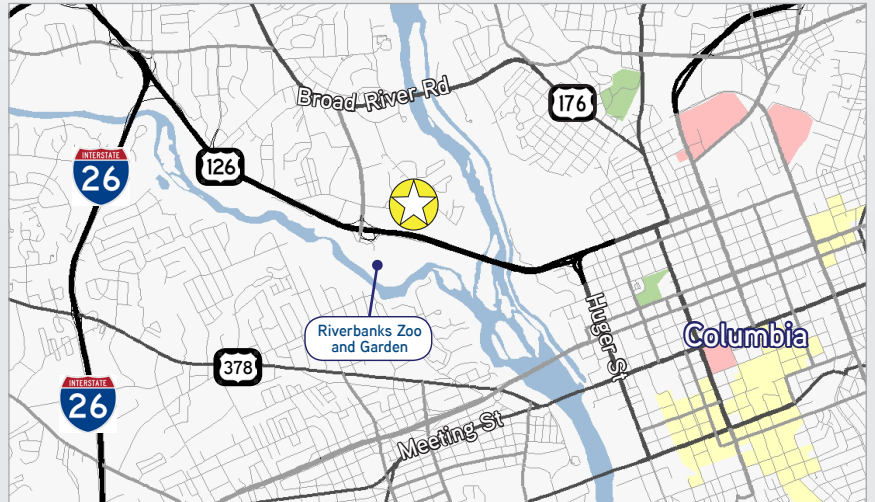 Broad River Rd
176
INTERSTATE
26
126
Riverbanks Zoo
and Garden
Huger St
Columbia
378
INTERSTATE
26
Meeting St